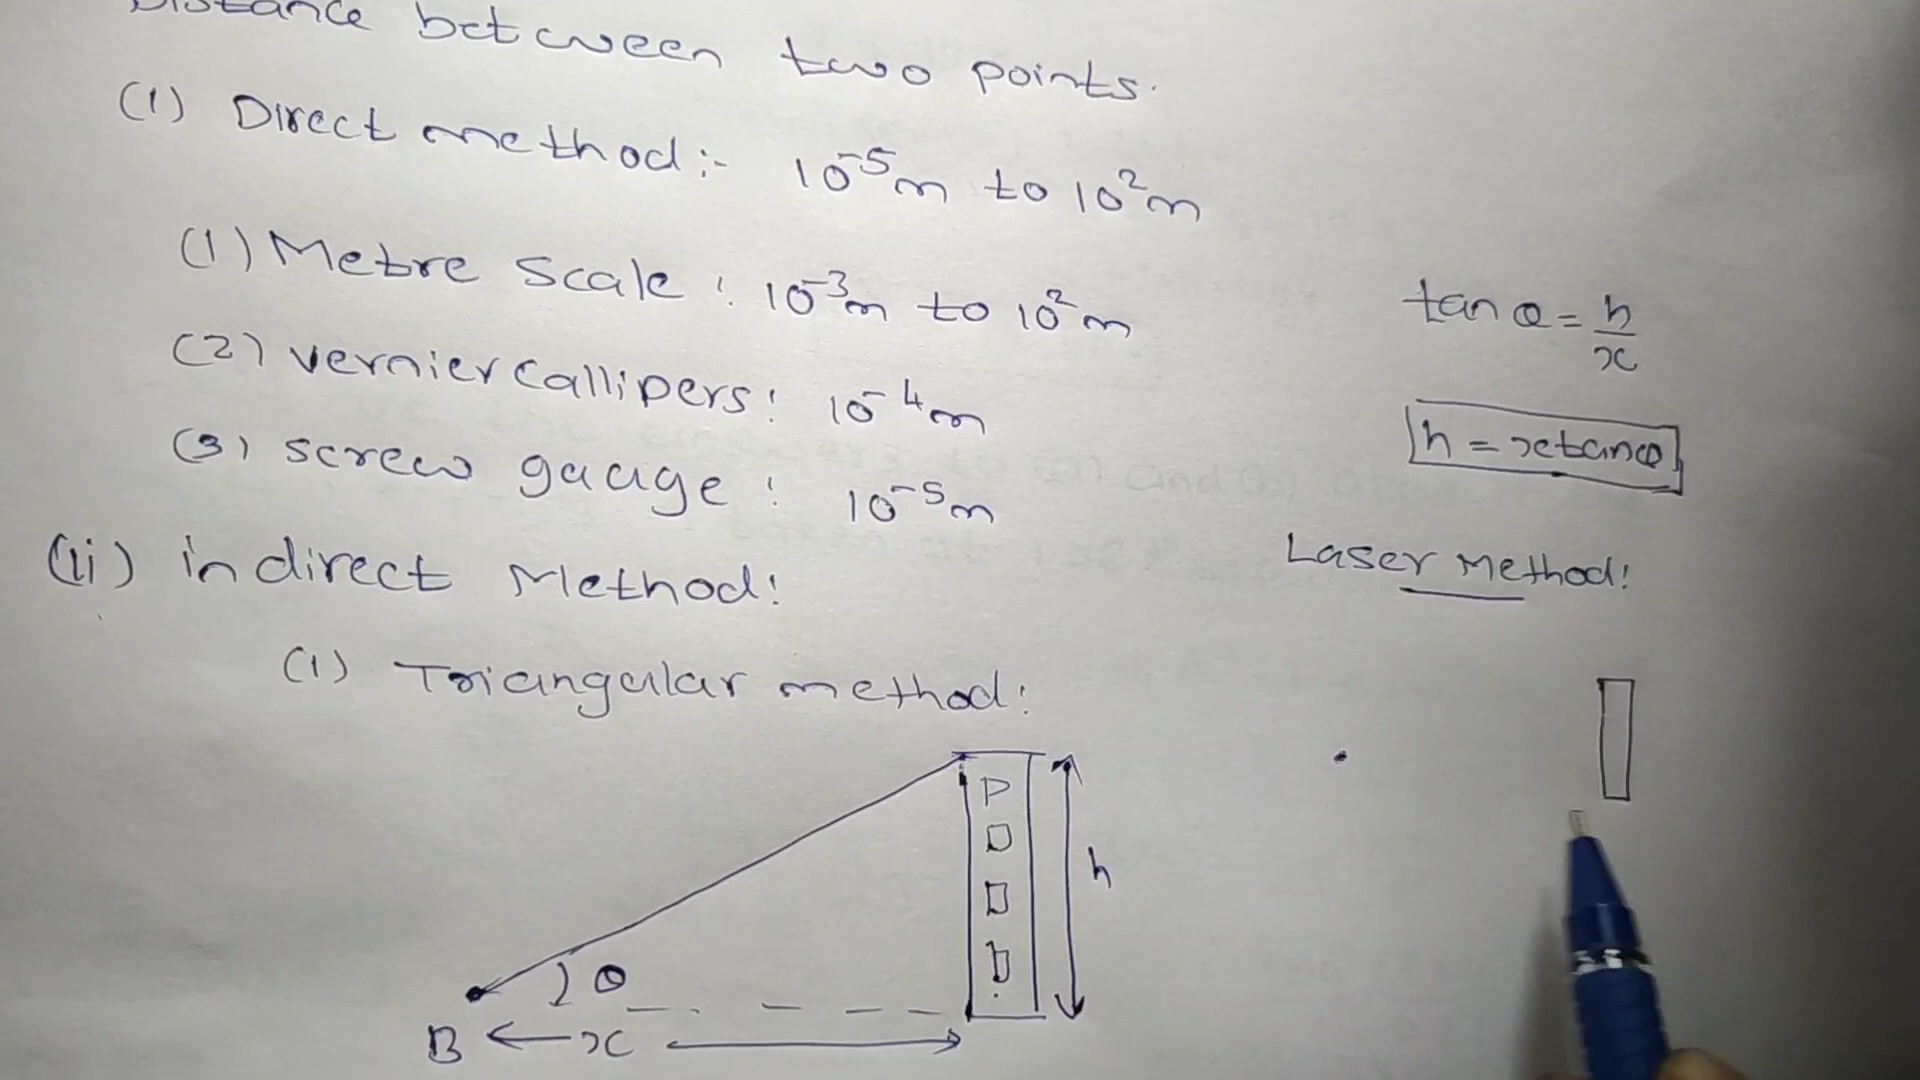 Distance between two points.
(1) Direct method :- 10⁻⁵m to 10²m
(1) Metre Scale : 10⁻³m to 10²m
(2) Vernier Callipers : 10⁻⁴m
(3) Screw gauge : 10⁻⁵m
(ii) indirect Method :
(1) Triangular method :
h
θ
B
x
tan θ = h/x
h = x tan θ
Laser Method :